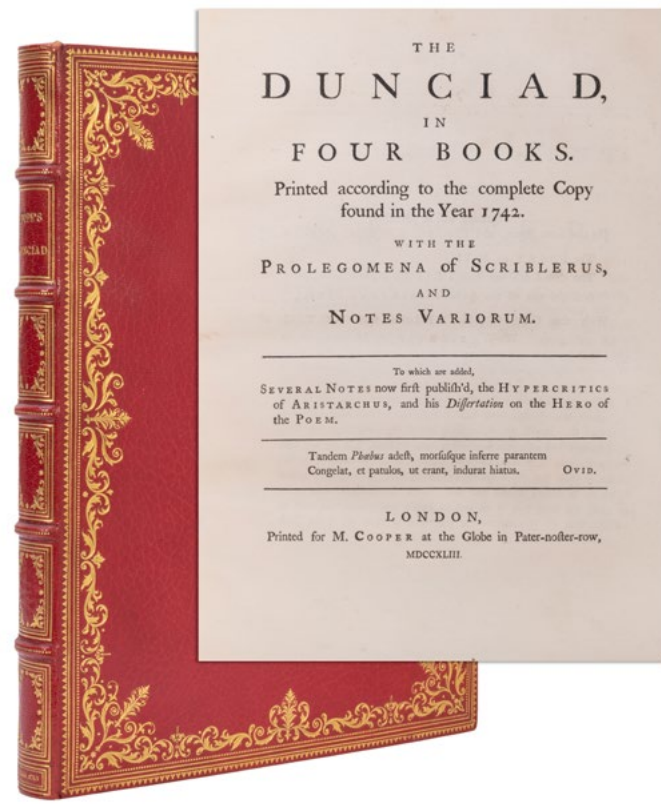 POPE'S
DUNCIAD
THE
DUNCIAD,
IN
FOUR BOOKS.
Printed according to the complete Copy
found in the Year 1742.
WITH THE
PROLEGOMENA of SCRIBLERUS,
AND
NOTES VARIORUM.
To which are added,
SEVERAL NOTES now firſt publiſh'd, the HYPERCRITICS
of ARISTARCHUS, and his Diſſertation on the HERO of
the POEM.
Tandem Phœbus adeſt, morſuſque inferre parantem
Congelat, et patulos, ut erant, indurat hiatus. OVID.
LONDON,
Printed for M. COOPER at the Globe in Pater-noſter-row,
MDCCXLIII.